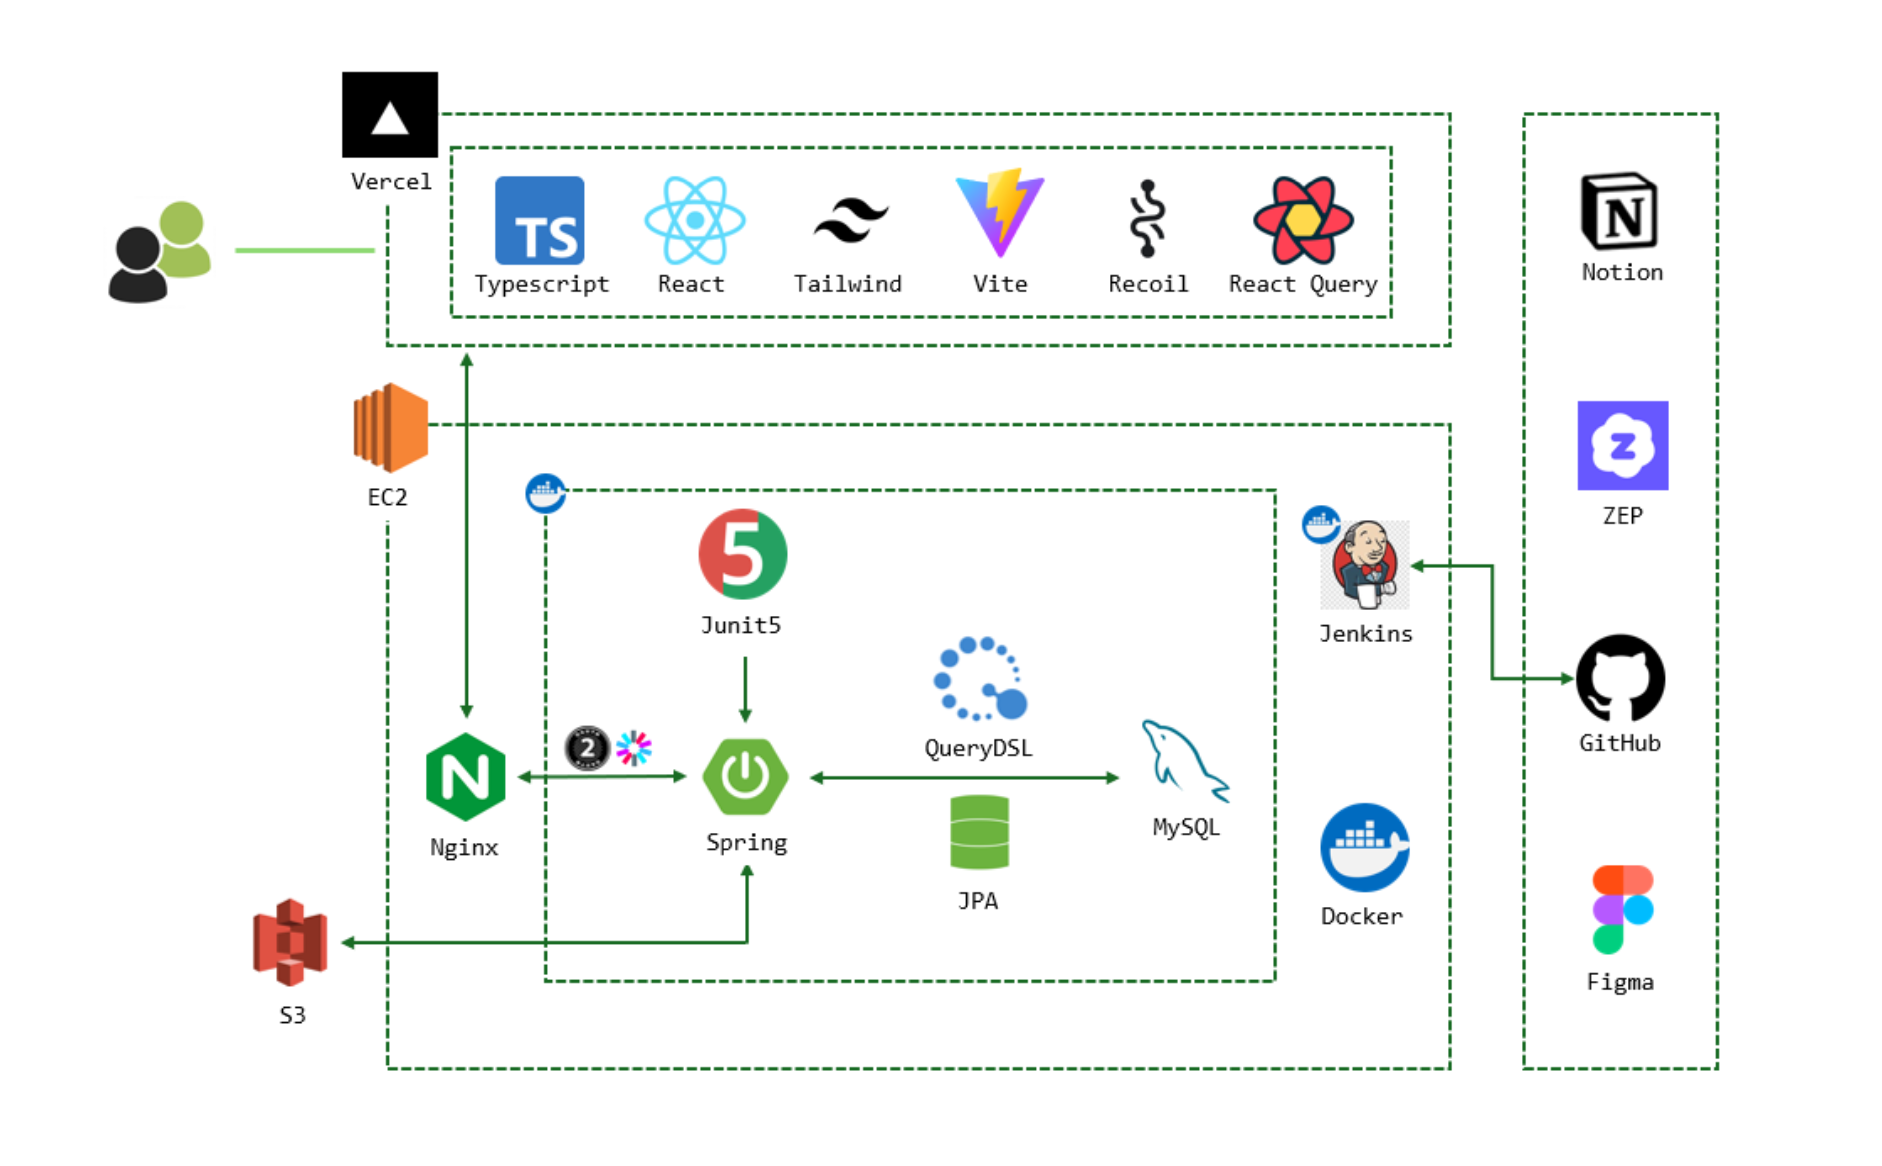 Vercel
TS
Typescript
React
Tailwind
Vite
Recoil
React Query
N
Notion
EC2
Z
ZEP
5
Junit5
Jenkins
QueryDSL
GitHub
2
N
Nginx
Spring
MySQL
JPA
Docker
Figma
S3